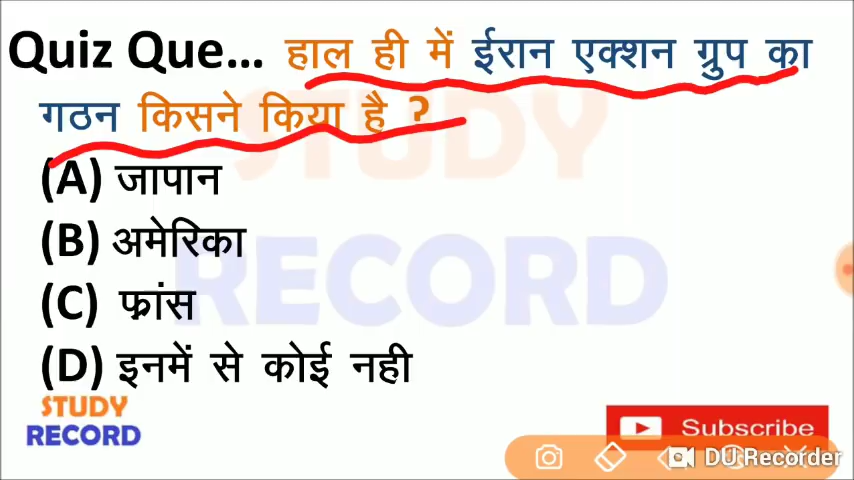 Quiz Que... हाल ही में ईरान एक्शन ग्रुप का
गठन किसने किया है ?
(A) जापान
(B) अमेरिका
(C) फ्रांस
(D) इनमें से कोई नही
STUDY
RECORD
STUDY
RECORD
Subscribe
DU Recorder